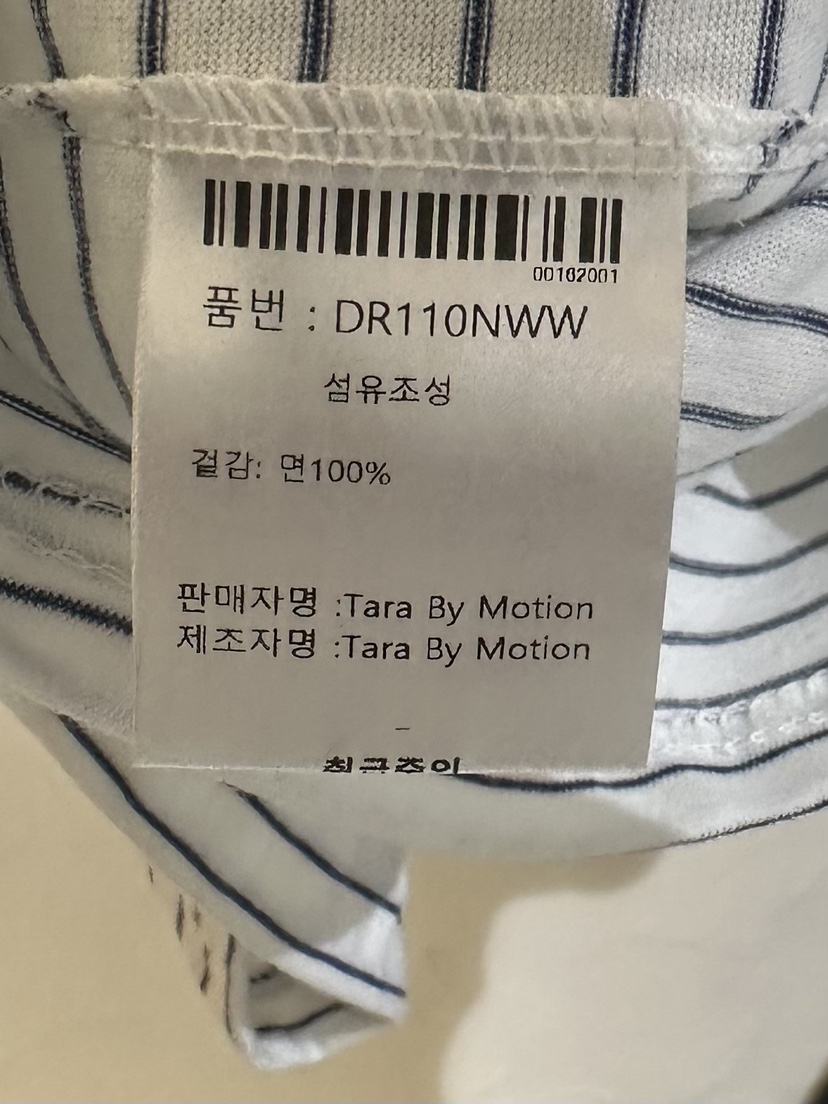 00162001
품번 : DR110NWW
섬유조성
겉감: 면100%
판매자명 :Tara By Motion
제조자명 :Tara By Motion